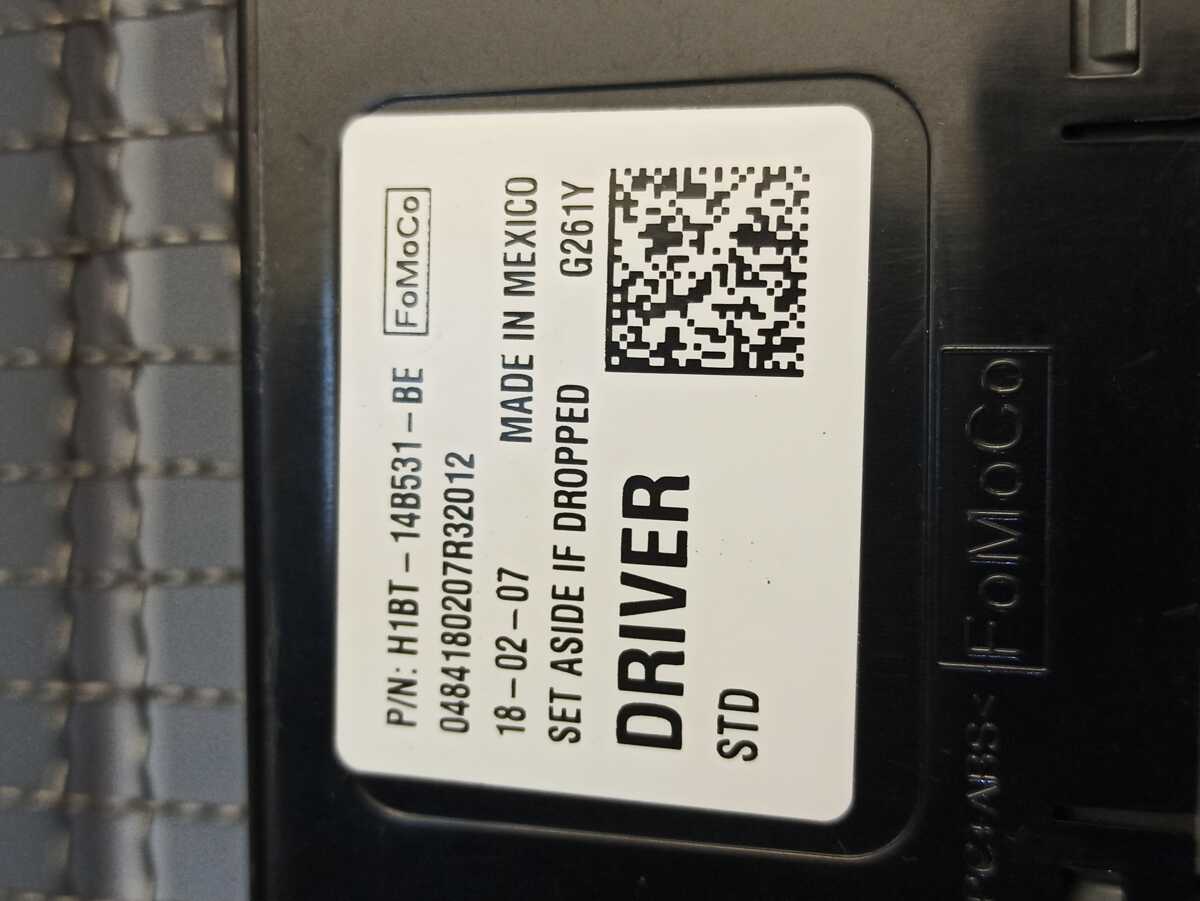 P/N: H1BT-14B531-BE FoMoCo
0484180207R32012
18-02-07 MADE IN MEXICO
SET ASIDE IF DROPPED G261Y
DRIVER
STD
FoMoCo